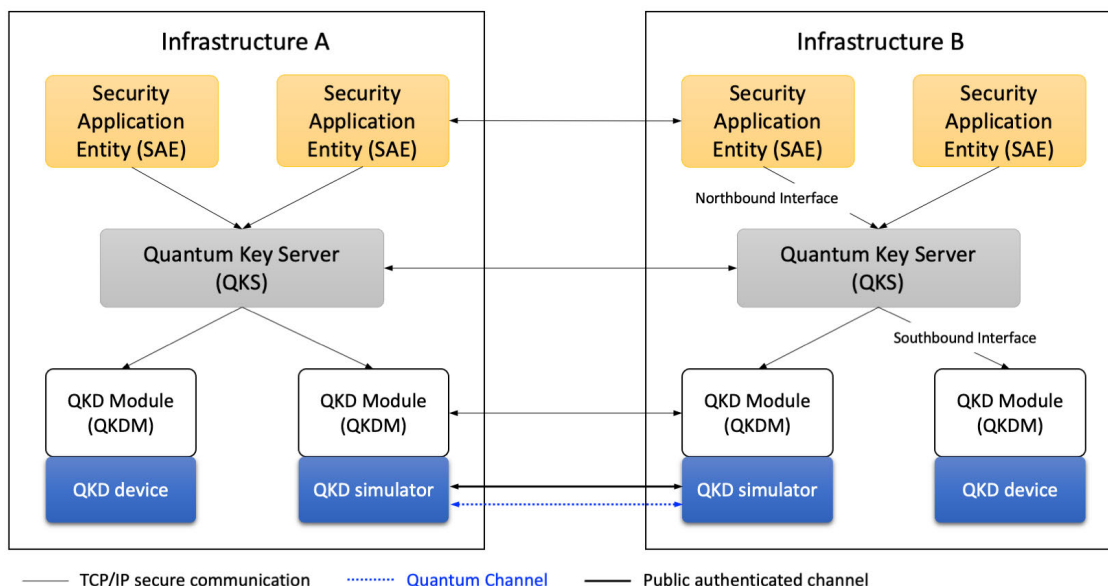 Infrastructure A
Infrastructure B
Security
Application
Entity (SAE)
Security
Application
Entity (SAE)
Security
Application
Entity (SAE)
Security
Application
Entity (SAE)
Northbound Interface
Quantum Key Server
(QKS)
Quantum Key Server
(QKS)
Southbound Interface
QKD Module
(QKDM)
QKD Module
(QKDM)
QKD Module
(QKDM)
QKD Module
(QKDM)
QKD device
QKD simulator
QKD simulator
QKD device
TCP/IP secure communication
Quantum Channel
Public authenticated channel